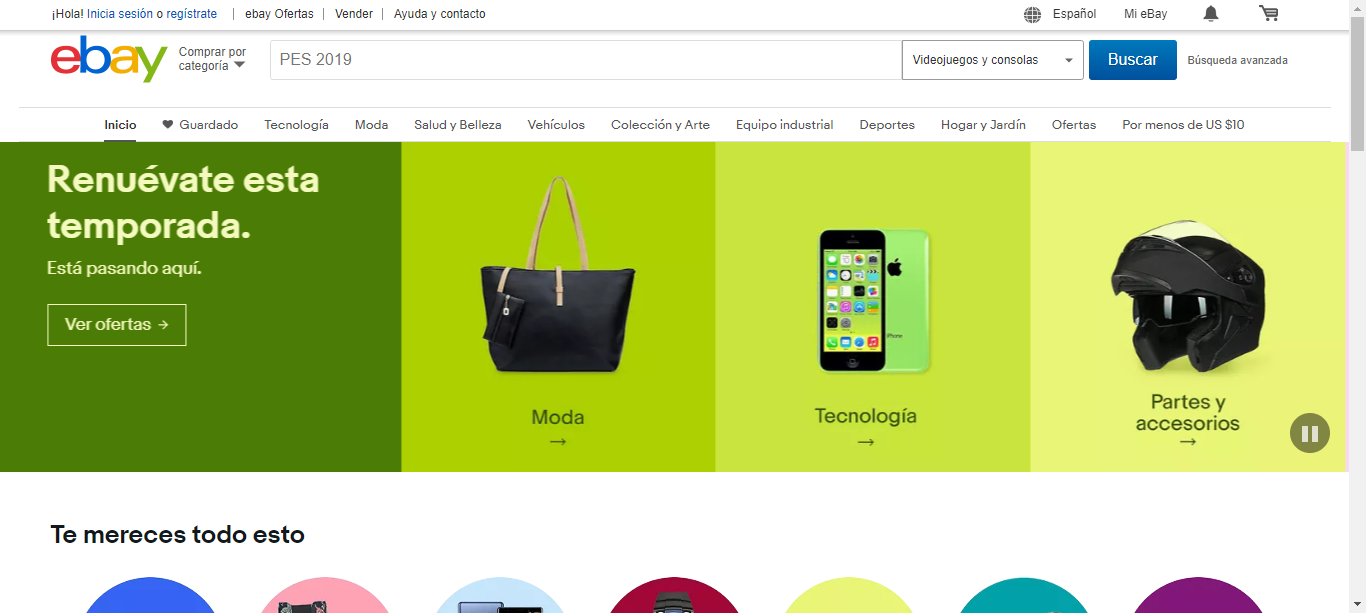 ¡Hola! Inicia sesión o regístrate | ebay Ofertas | Vender | Ayuda y contacto
Español Mi eBay
ebay
Comprar por
categoría
PES 2019
Videojuegos y consolas
Buscar
Búsqueda avanzada
Inicio Guardado Tecnología Moda Salud y Belleza Vehículos Colección y Arte Equipo industrial Deportes Hogar y Jardín Ofertas Por menos de US $10
Renuévate esta
temporada.
Está pasando aquí.
Ver ofertas →
Moda
→
Tecnología
→
Partes y
accesorios
→
iPhone
Te mereces todo esto